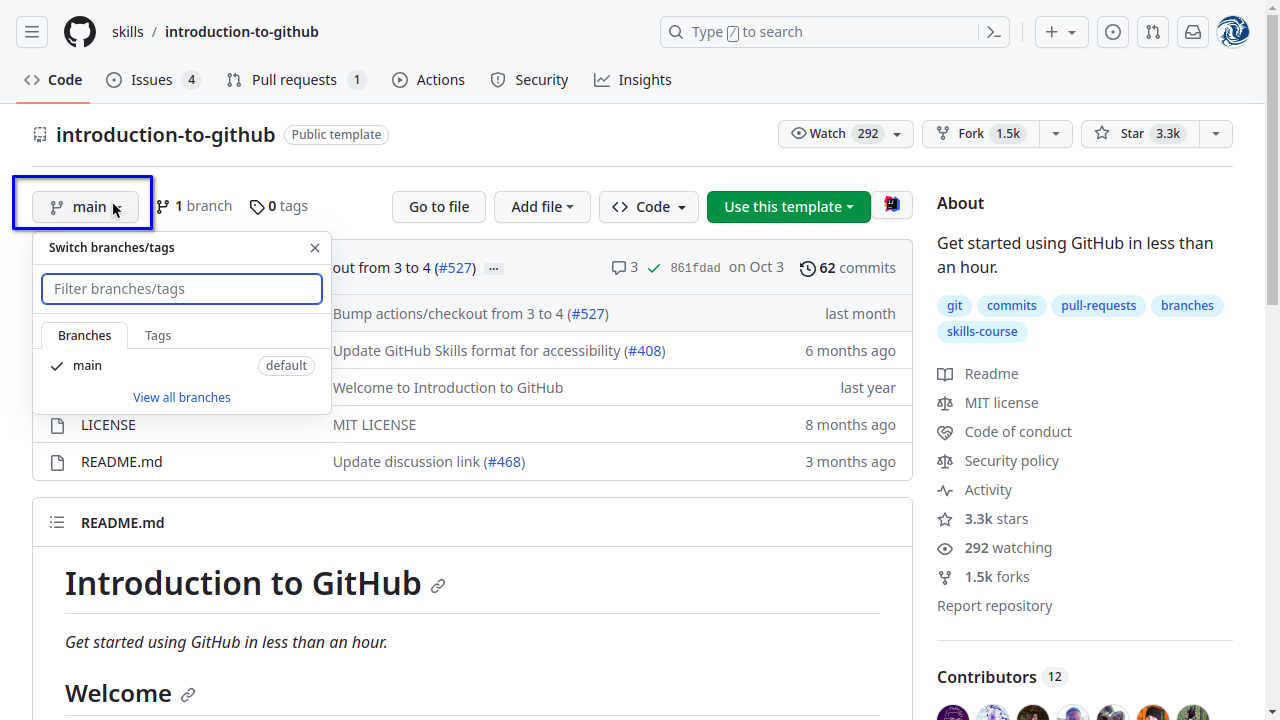 skills / introduction-to-github
Type / to search
Code
Issues 4
Pull requests 1
Actions
Security
Insights
introduction-to-github Public template
Watch 292
Fork 1.5k
Star 3.3k
main
1 branch
0 tags
Go to file
Add file
Code
Use this template
Switch branches/tags
Filter branches/tags
Branches
Tags
main default
View all branches
out from 3 to 4 (#527) ...
3
861fdad on Oct 3
62 commits
Bump actions/checkout from 3 to 4 (#527) last month
Update GitHub Skills format for accessibility (#408) 6 months ago
Welcome to Introduction to GitHub last year
LICENSE MIT LICENSE 8 months ago
README.md Update discussion link (#468) 3 months ago
README.md
Introduction to GitHub
Get started using GitHub in less than an hour.
Welcome
About
Get started using GitHub in less than
an hour.
git commits pull-requests branches
skills-course
Readme
MIT license
Code of conduct
Security policy
Activity
3.3k stars
292 watching
1.5k forks
Report repository
Contributors 12